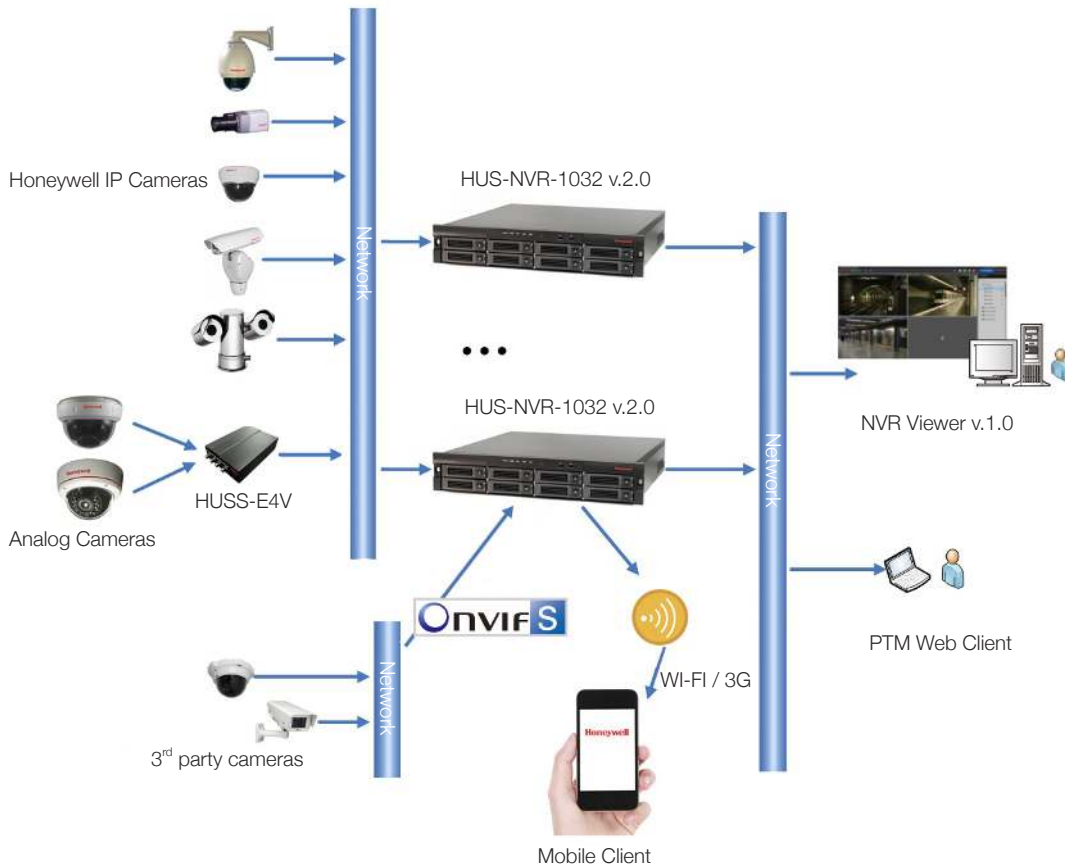 Honeywell IP Cameras
Network
HUS-NVR-1032 v.2.0
HUS-NVR-1032 v.2.0
Network
NVR Viewer v.1.0
HUSS-E4V
Analog Cameras
ONVIF S
Network
PTM Web Client
WI-FI / 3G
Honeywell
3rd party cameras
Mobile Client